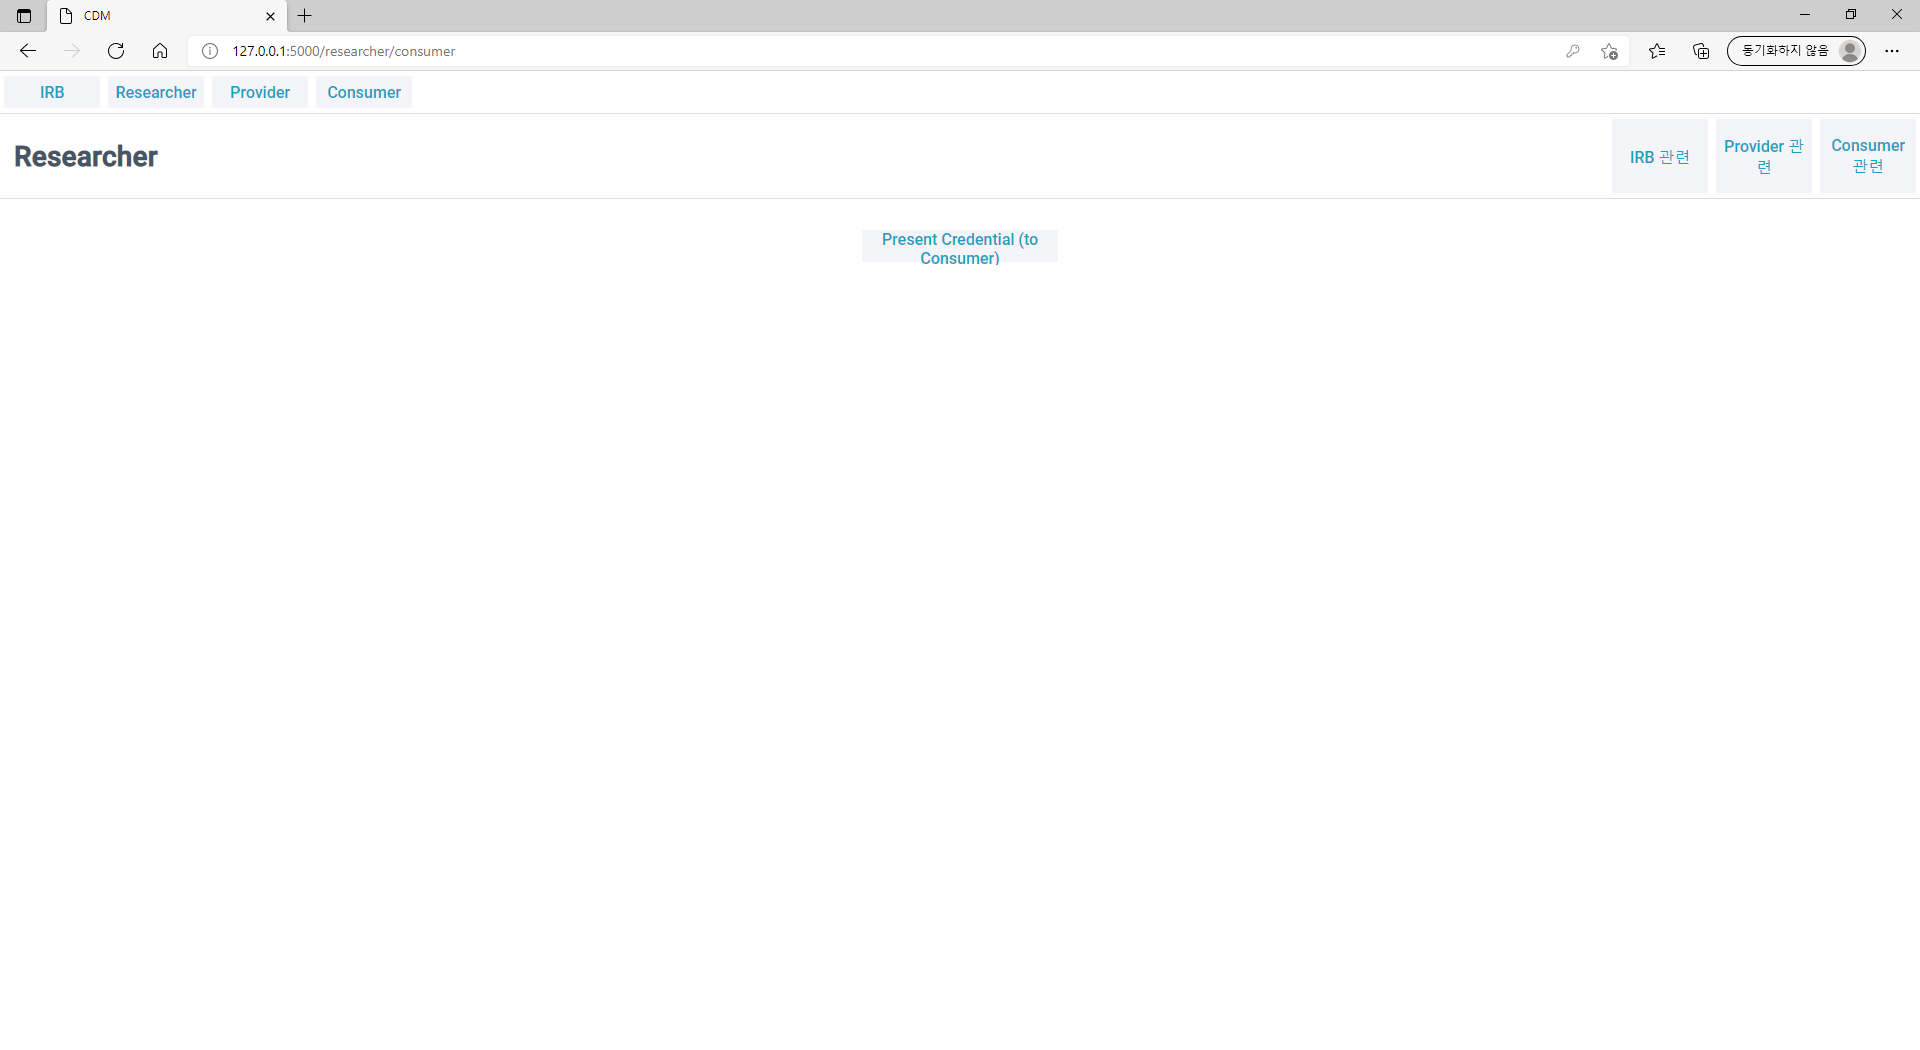 CDM
127.0.0.1:5000/researcher/consumer
동기화하지 않음
IRB
Researcher
Provider
Consumer
Researcher
IRB 관련
Provider 관
련
Consumer
관련
Present Credential (to
Consumer)